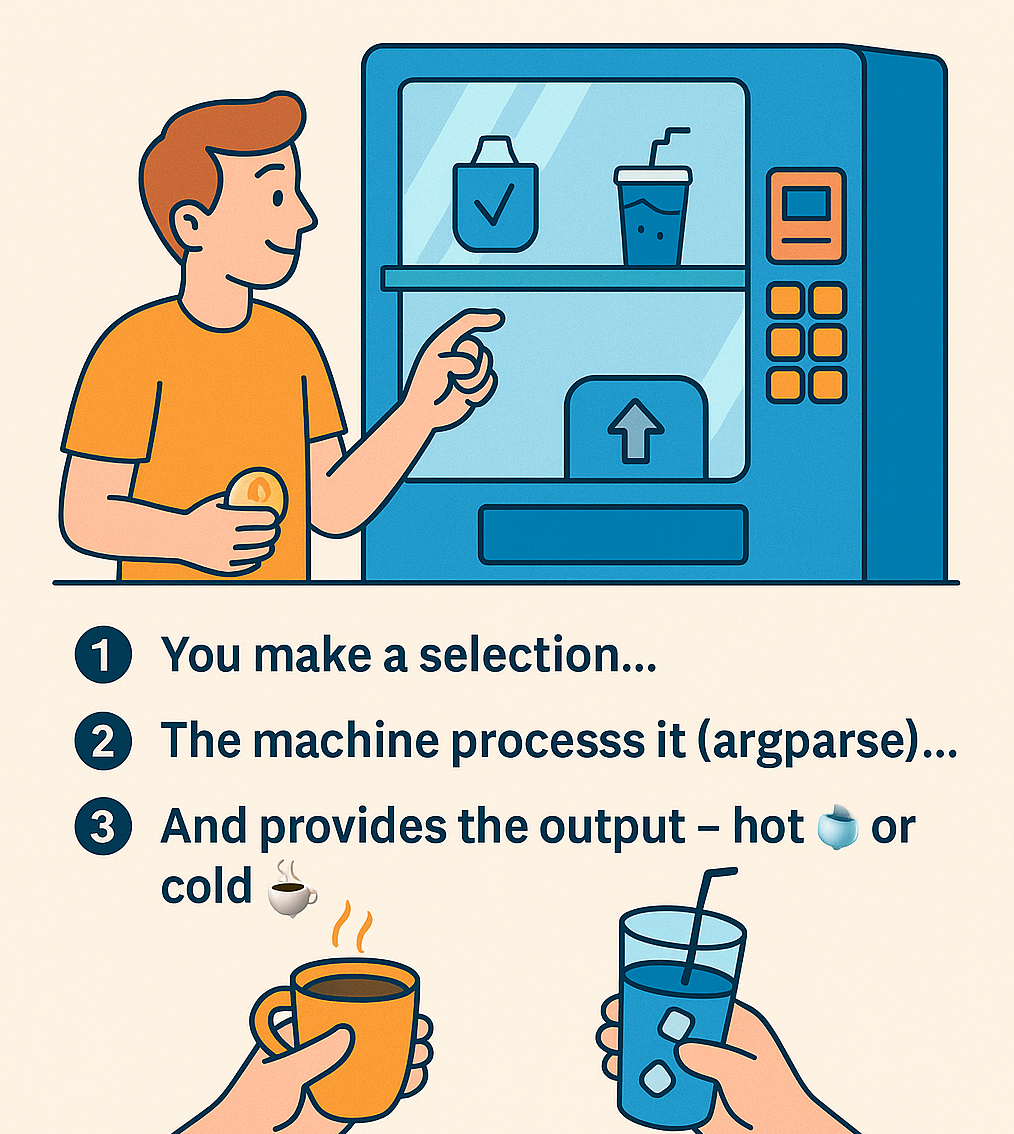 1 You make a selection...
2 The machine processs it (argparse)...
3 And provides the output – hot or
cold ☕